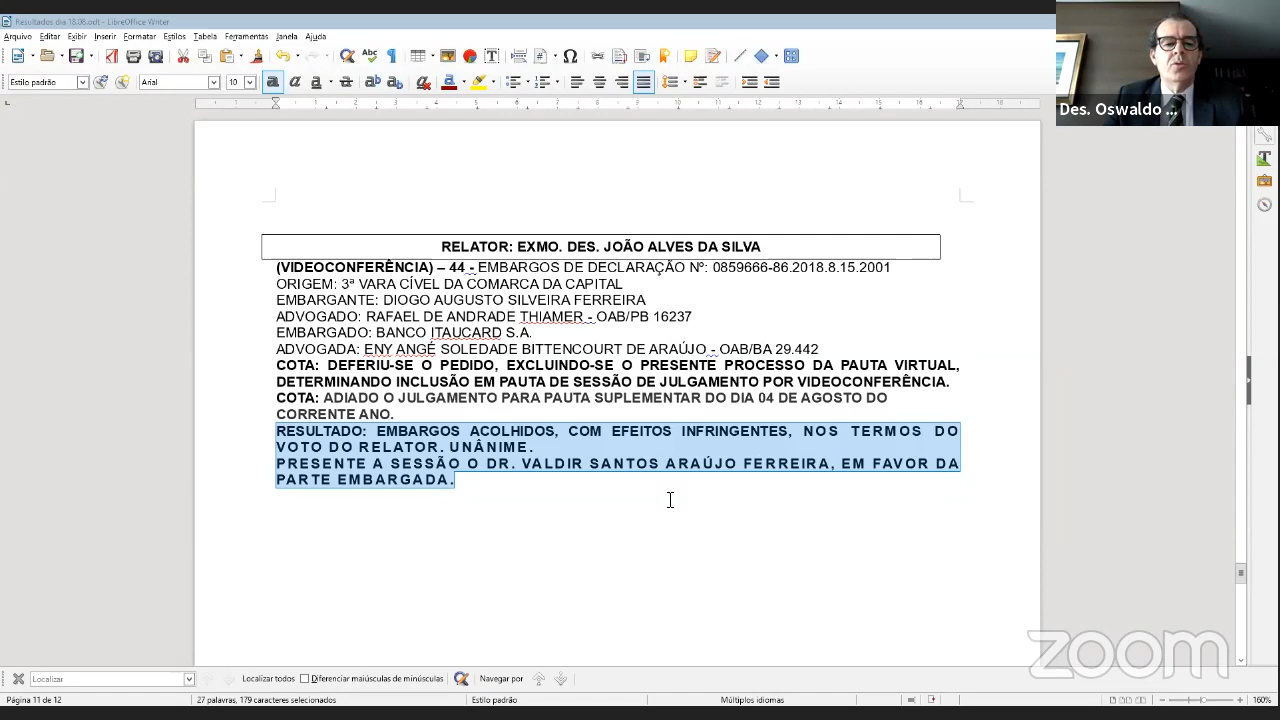 Resultados dia 18.08.odt - LibreOffice Writer
Arquivo Editar Exibir Inserir Formatar Estilos Tabela Ferramentas Janela Ajuda
Estilo padrão Arial 10
Des. Oswaldo ...
RELATOR: EXMO. DES. JOÃO ALVES DA SILVA
(VIDEOCONFERÊNCIA) – 44 - EMBARGOS DE DECLARAÇÃO Nº: 0859666-86.2018.8.15.2001
ORIGEM: 3ª VARA CÍVEL DA COMARCA DA CAPITAL
EMBARGANTE: DIOGO AUGUSTO SILVEIRA FERREIRA
ADVOGADO: RAFAEL DE ANDRADE THIAMER - OAB/PB 16237
EMBARGADO: BANCO ITAUCARD S.A.
ADVOGADA: ENY ANGÉ SOLEDADE BITTENCOURT DE ARAÚJO - OAB/BA 29.442
COTA: DEFERIU-SE O PEDIDO, EXCLUINDO-SE O PRESENTE PROCESSO DA PAUTA VIRTUAL,
DETERMINANDO INCLUSÃO EM PAUTA DE SESSÃO DE JULGAMENTO POR VIDEOCONFERÊNCIA.
COTA: ADIADO O JULGAMENTO PARA PAUTA SUPLEMENTAR DO DIA 04 DE AGOSTO DO
CORRENTE ANO.
RESULTADO: EMBARGOS ACOLHIDOS, COM EFEITOS INFRINGENTES, NOS TERMOS DO
VOTO DO RELATOR. UNÂNIME.
PRESENTE A SESSÃO O DR. VALDIR SANTOS ARAÚJO FERREIRA, EM FAVOR DA
PARTE EMBARGADA.
zoom
Localizar Localizar todos Diferenciar maiúsculas de minúsculas Navegar por
Página 11 de 12 27 palavras, 179 caracteres selecionados Estilo padrão Múltiplos idiomas 160%